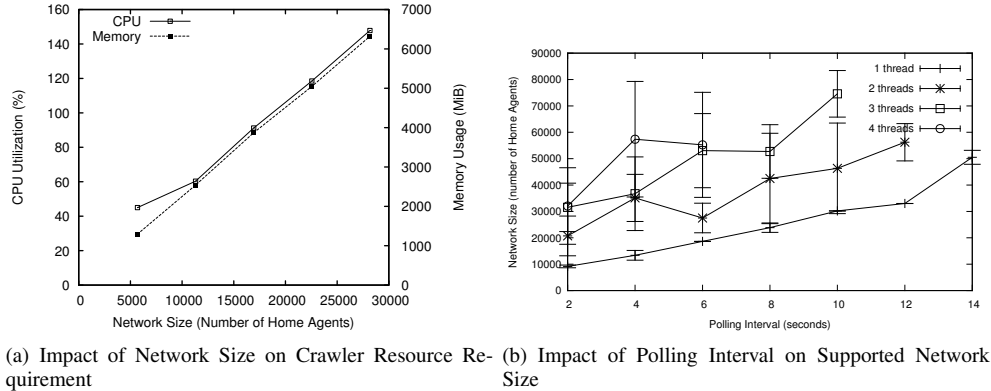 CPU
Memory
160
140
120
100
80
60
40
20
0
CPU Utilization (%)
7000
6000
5000
4000
3000
2000
1000
0
Memory Usage (MiB)
0 5000 10000 15000 20000 25000 30000
Network Size (Number of Home Agents)
(a) Impact of Network Size on Crawler Resource Re-
quirement
1 thread
2 threads
3 threads
4 threads
90000
80000
70000
60000
50000
40000
30000
20000
10000
0
Network Size (number of Home Agents)
2 4 6 8 10 12 14
Polling Interval (seconds)
(b) Impact of Polling Interval on Supported Network
Size